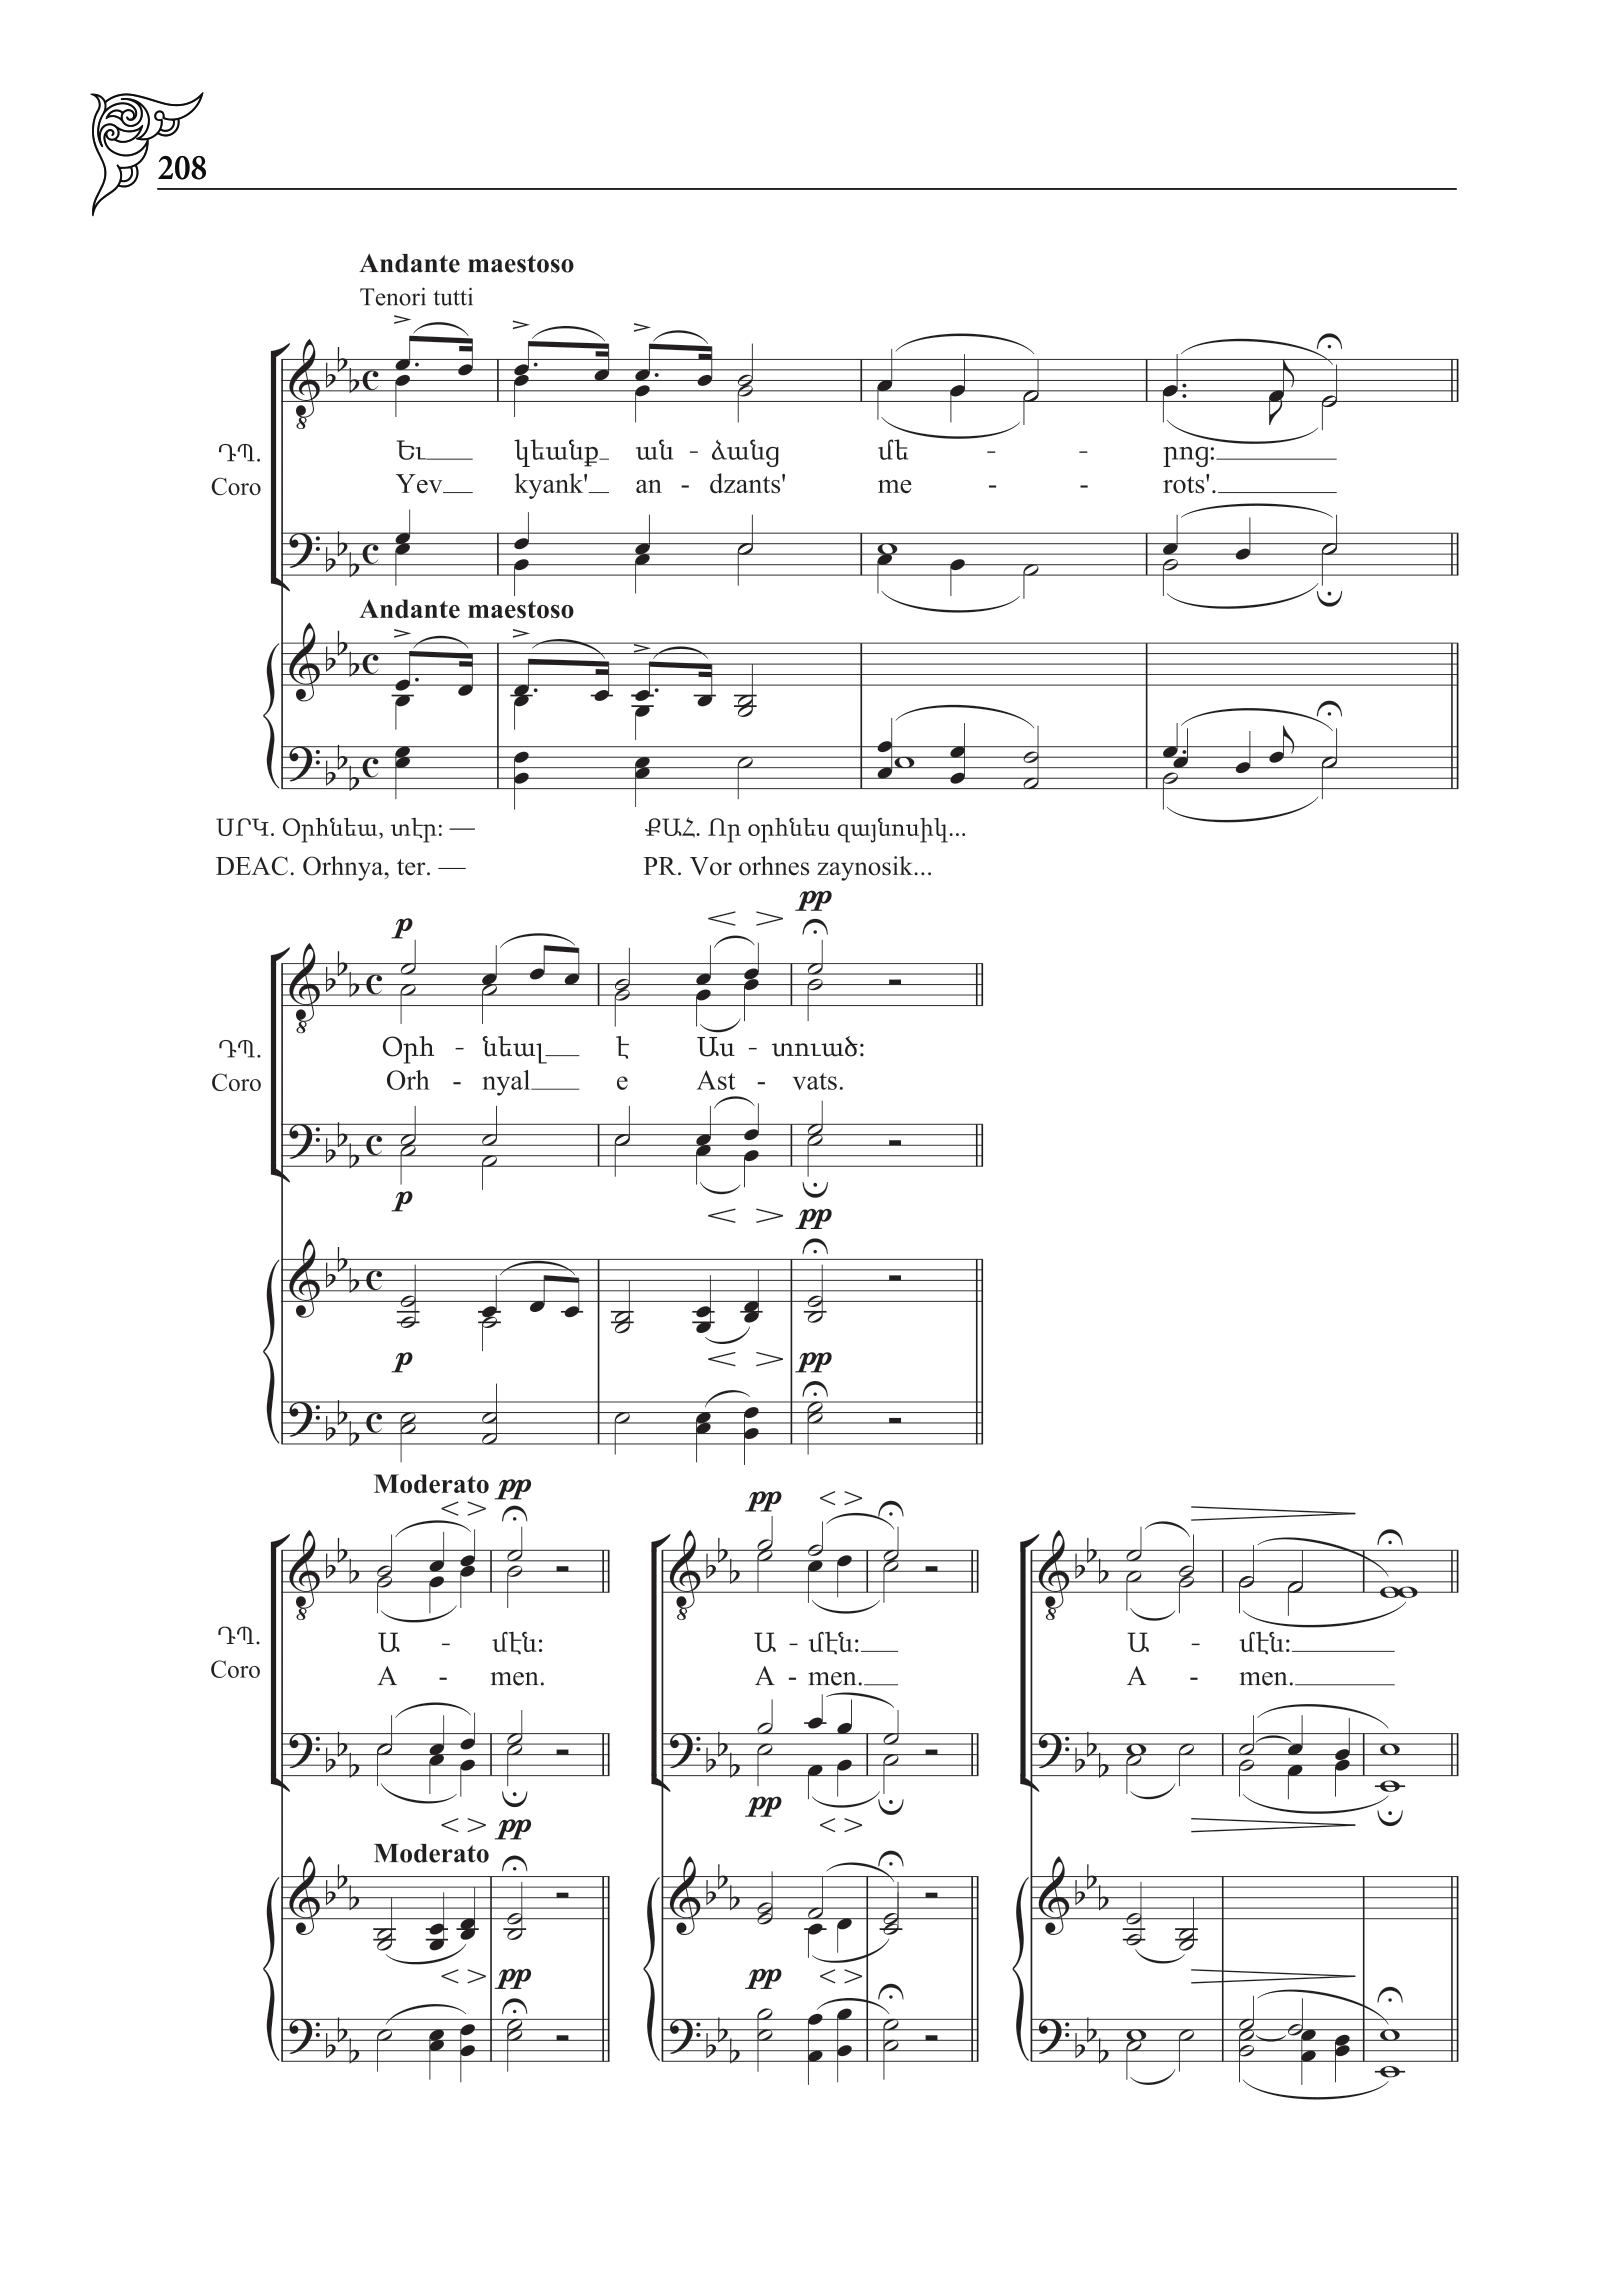 208
Andante maestoso
Tenori tutti
ԴՊ. Եւ կեանք ան - ձանց մե - - րոց:
Coro Yev kyank' an - dzants' me - - rots'.
Andante maestoso
ՍՐԿ. Օրհնեա, տէր: — ՔԱՀ. Որ օրհնես զայնոսիկ...
DEAC. Orhnya, ter. — PR. Vor orhnes zaynosik...
pp
p
ԴՊ. Օրհ - նեալ է Աս - տուած:
Coro Orh - nyal e Ast - vats.
p
pp
p pp
Moderato pp pp
ԴՊ. Ա - մէն: Ա - մէն: Ա - մէն:
Coro A - men. A - men. A - men.
pp pp
Moderato
pp pp